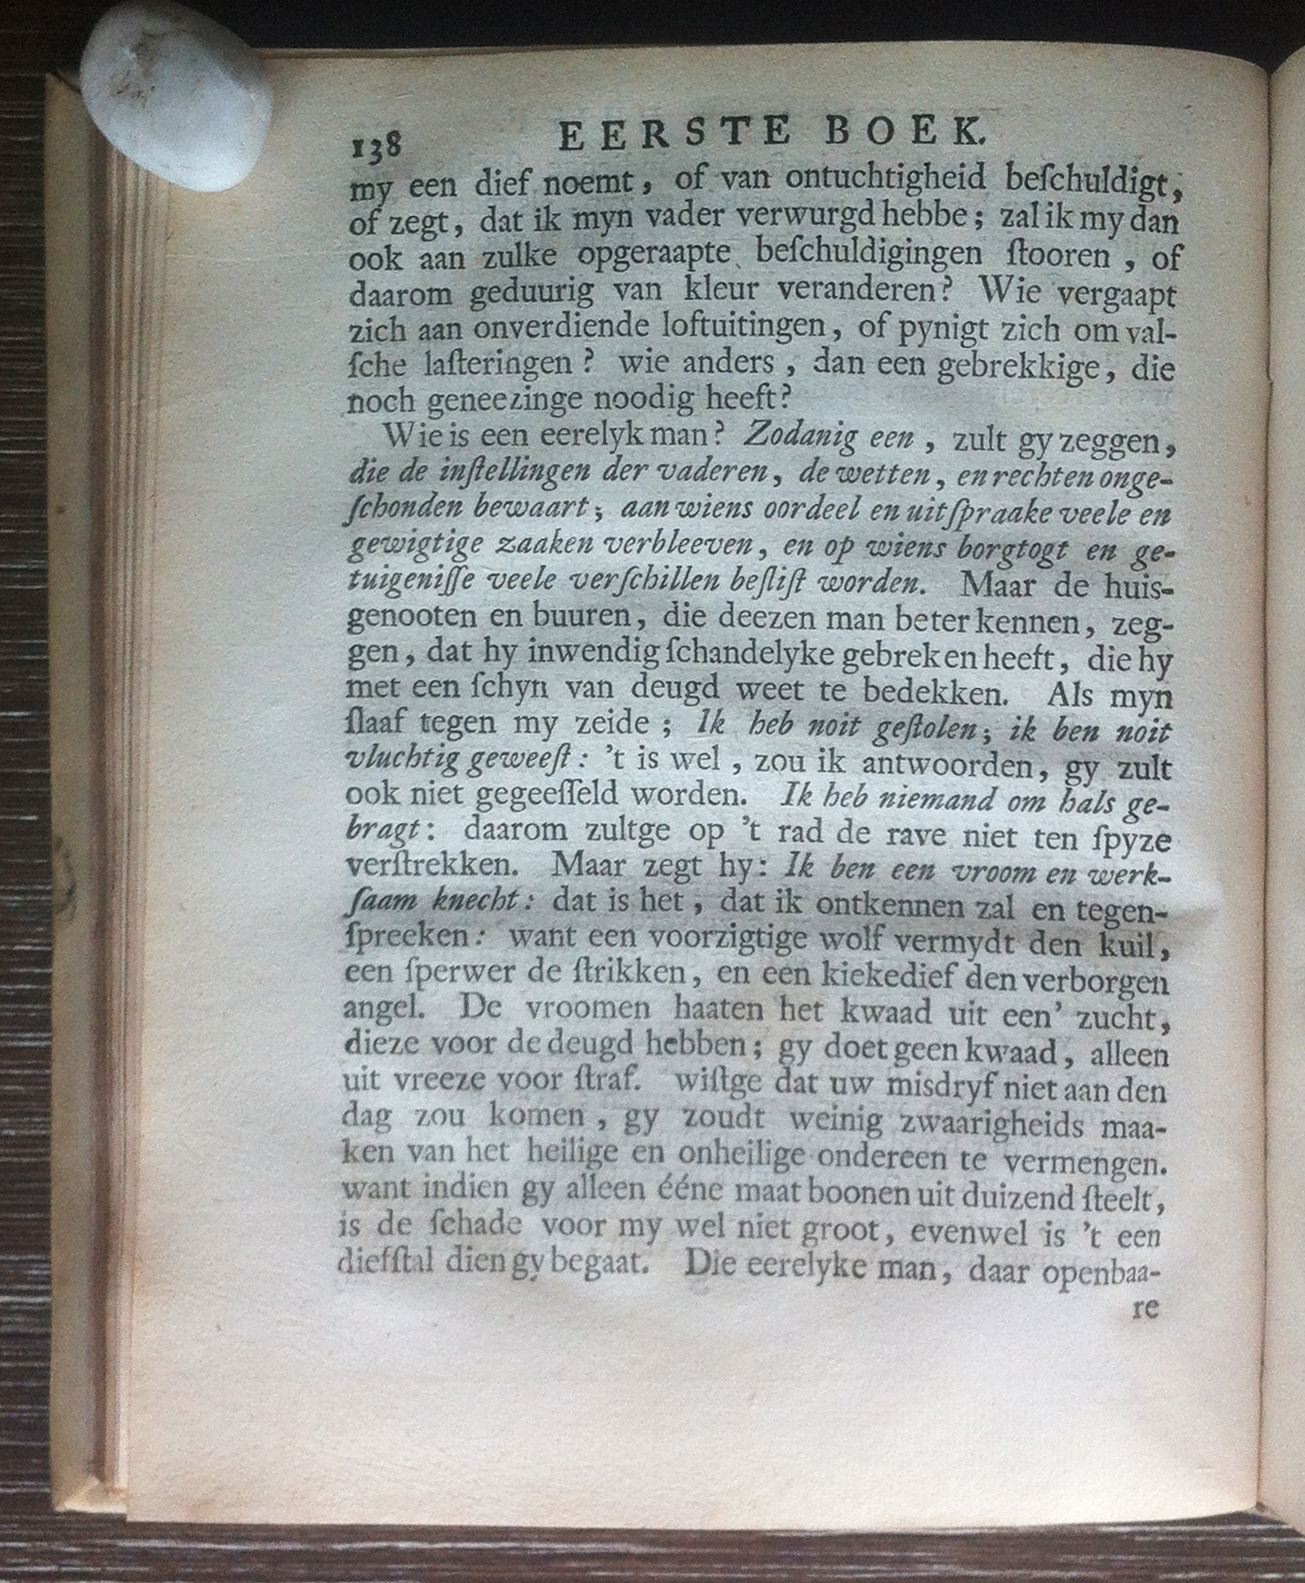 138 EERSTE BOEK.
my een dief noemt, of van ontuchtigheid beſchuldigt,
of zegt, dat ik myn vader verwurgd hebbe; zal ik my dan
ook aan zulke opgeraapte beſchuldigingen ſtooren, of
daarom geduurig van kleur veranderen? Wie vergaapt
zich aan onverdiende loftuitingen, of pynigt zich om val-
ſche laſteringen? wie anders, dan een gebrekkige, die
noch geneezinge noodig heeft?
Wie is een eerelyk man? Zodanig een, zult gy zeggen,
die de inſtellingen der vaderen, de wetten, en rechten onge-
ſchonden bewaart; aan wiens oordeel en uitſpraake veele en
gewigtige zaaken verbleeven, en op wiens borgtogt en ge-
tuigeniſſe veele verſchillen beſliſt worden. Maar de huis-
genooten en buuren, die deezen man beter kennen, zeg-
gen, dat hy inwendig ſchandelyke gebreken heeft, die hy
met een ſchyn van deugd weet te bedekken. Als myn
ſlaaf tegen my zeide; Ik heb noit geſtolen; ik ben noit
vluchtig geweeſt: 't is wel, zou ik antwoorden, gy zult
ook niet gegeeſſeld worden. Ik heb niemand om hals ge-
bragt: daarom zultge op 't rad de rave niet ten ſpyze
verſtrekken. Maar zegt hy: Ik ben een vroom en werk-
ſaam knecht: dat is het, dat ik ontkennen zal en tegen-
ſpreeken: want een voorzigtige wolf vermydt den kuil,
een ſperwer de ſtrikken, en een kiekedief den verborgen
angel. De vroomen haaten het kwaad uit een' zucht,
dieze voor de deugd hebben; gy doet geen kwaad, alleen
uit vreeze voor ſtraf. wiſtge dat uw misdryf niet aan den
dag zou komen, gy zoudt weinig zwaarigheids maa-
ken van het heilige en onheilige ondereen te vermengen.
want indien gy alleen ééne maat boonen uit duizend ſteelt,
is de ſchade voor my wel niet groot, evenwel is 't een
diefſtal dien gy begaat. Die eerelyke man, daar openbaa-
re